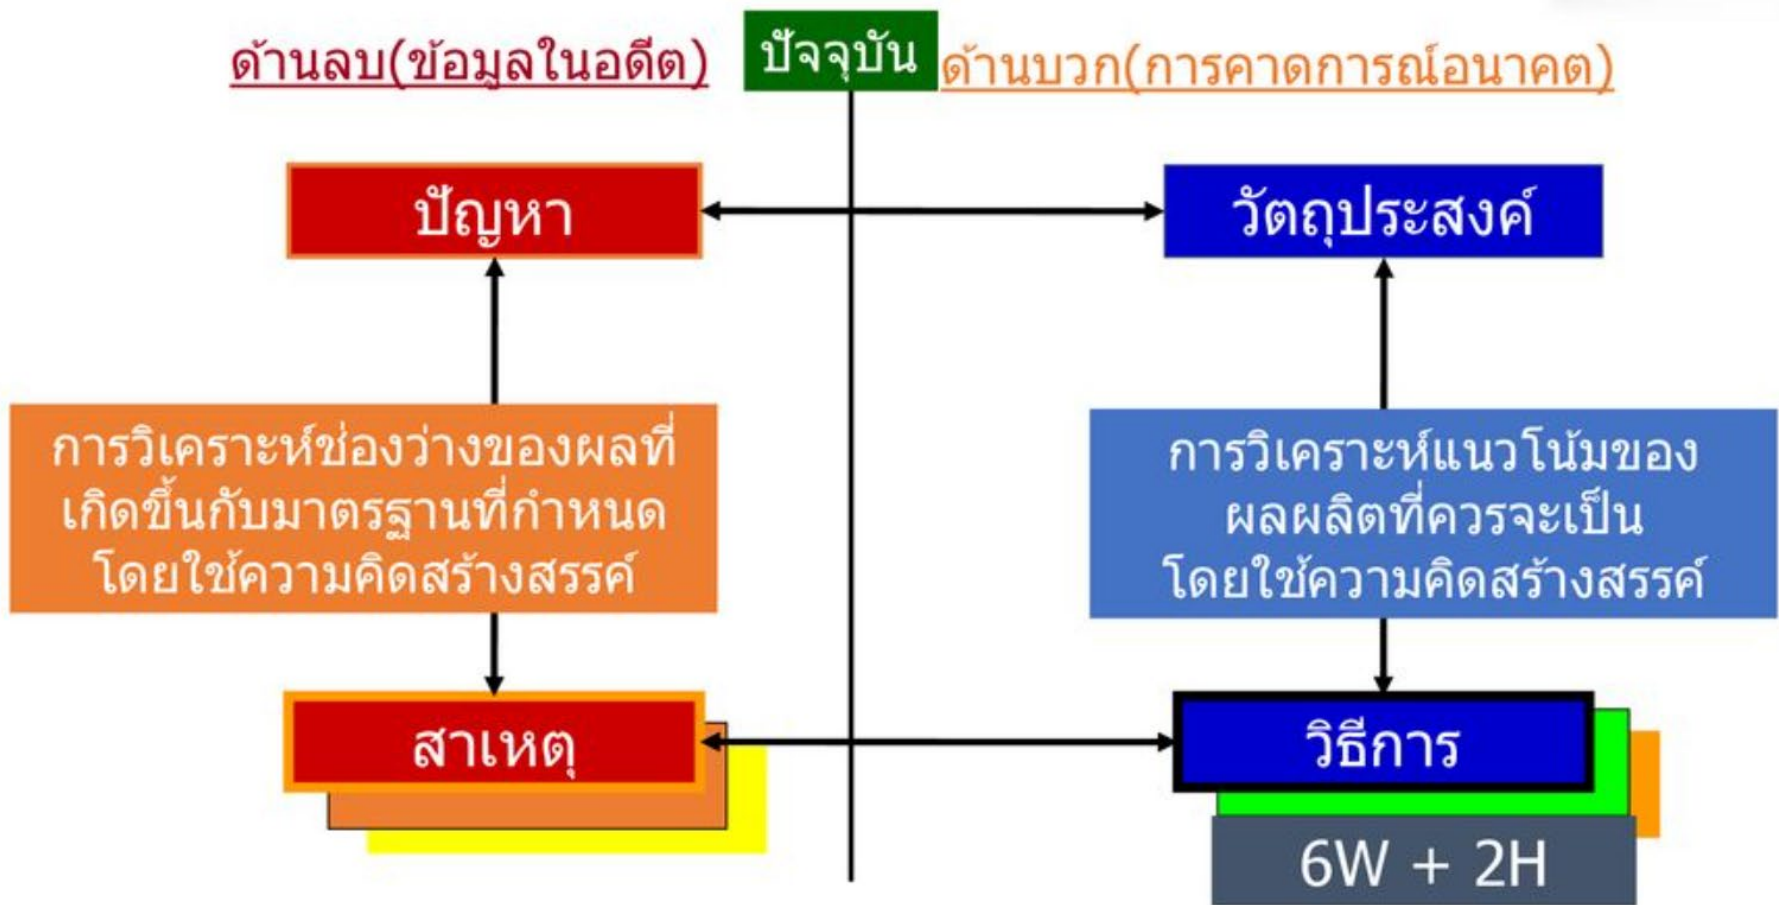 ด้านลบ(ข้อมูลในอดีต)
ปัจจุบัน
ด้านบวก(การคาดการณ์อนาคต)
ปัญหา
วัตถุประสงค์
การวิเคราะห์ช่องว่างของผลที่
เกิดขึ้นกับมาตรฐานที่กำหนด
โดยใช้ความคิดสร้างสรรค์
การวิเคราะห์แนวโน้มของ
ผลผลิตที่ควรจะเป็น
โดยใช้ความคิดสร้างสรรค์
สาเหตุ
วิธีการ
6W + 2H